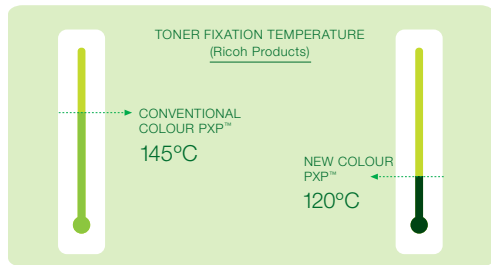 TONER FIXATION TEMPERATURE
(Ricoh Products)
CONVENTIONAL
COLOUR PXP™
145ºC
NEW COLOUR
PXP™
120ºC